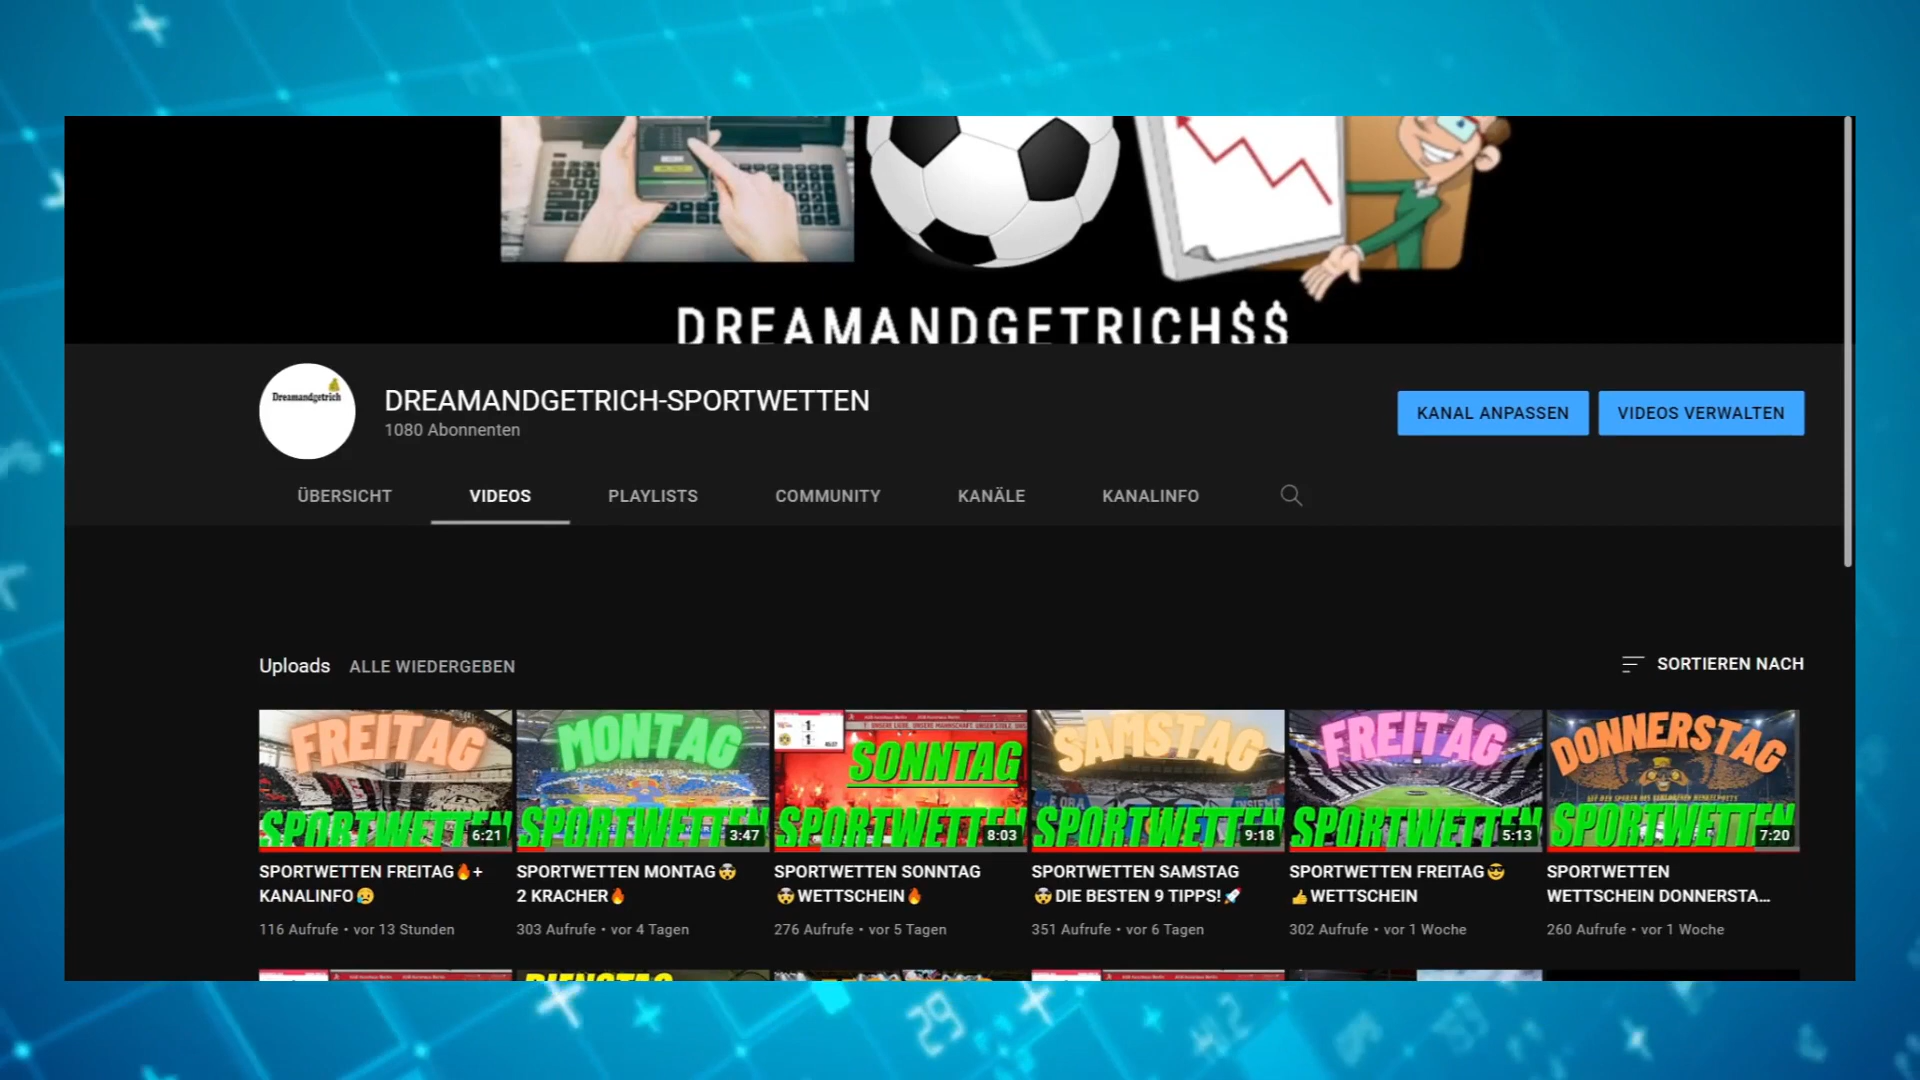 DREAMANDGETRICH$$
Dreamandgetrich
DREAMANDGETRICH-SPORTWETTEN
1080 Abonnenten
KANAL ANPASSEN
VIDEOS VERWALTEN
ÜBERSICHT
VIDEOS
PLAYLISTS
COMMUNITY
KANÄLE
KANALINFO
Uploads
ALLE WIEDERGEBEN
SORTIEREN NACH
FREITAG
SPORTWETTEN
6:21
SPORTWETTEN FREITAG🔥+
KANALINFO😥
116 Aufrufe • vor 13 Stunden
MONTAG
SPORTWETTEN
3:47
SPORTWETTEN MONTAG🤯
2 KRACHER🔥
303 Aufrufe • vor 4 Tagen
SONNTAG
SPORTWETTEN
8:03
SPORTWETTEN SONNTAG
🤯WETTSCHEIN🔥
276 Aufrufe • vor 5 Tagen
SAMSTAG
SPORTWETTEN
9:18
SPORTWETTEN SAMSTAG
🤯DIE BESTEN 9 TIPPS!🚀
351 Aufrufe • vor 6 Tagen
FREITAG
SPORTWETTEN
5:13
SPORTWETTEN FREITAG😎
👍WETTSCHEIN
302 Aufrufe • vor 1 Woche
DONNERSTAG
SPORTWETTEN
7:20
SPORTWETTEN
WETTSCHEIN DONNERSTA...
260 Aufrufe • vor 1 Woche
DIENSTAG
29